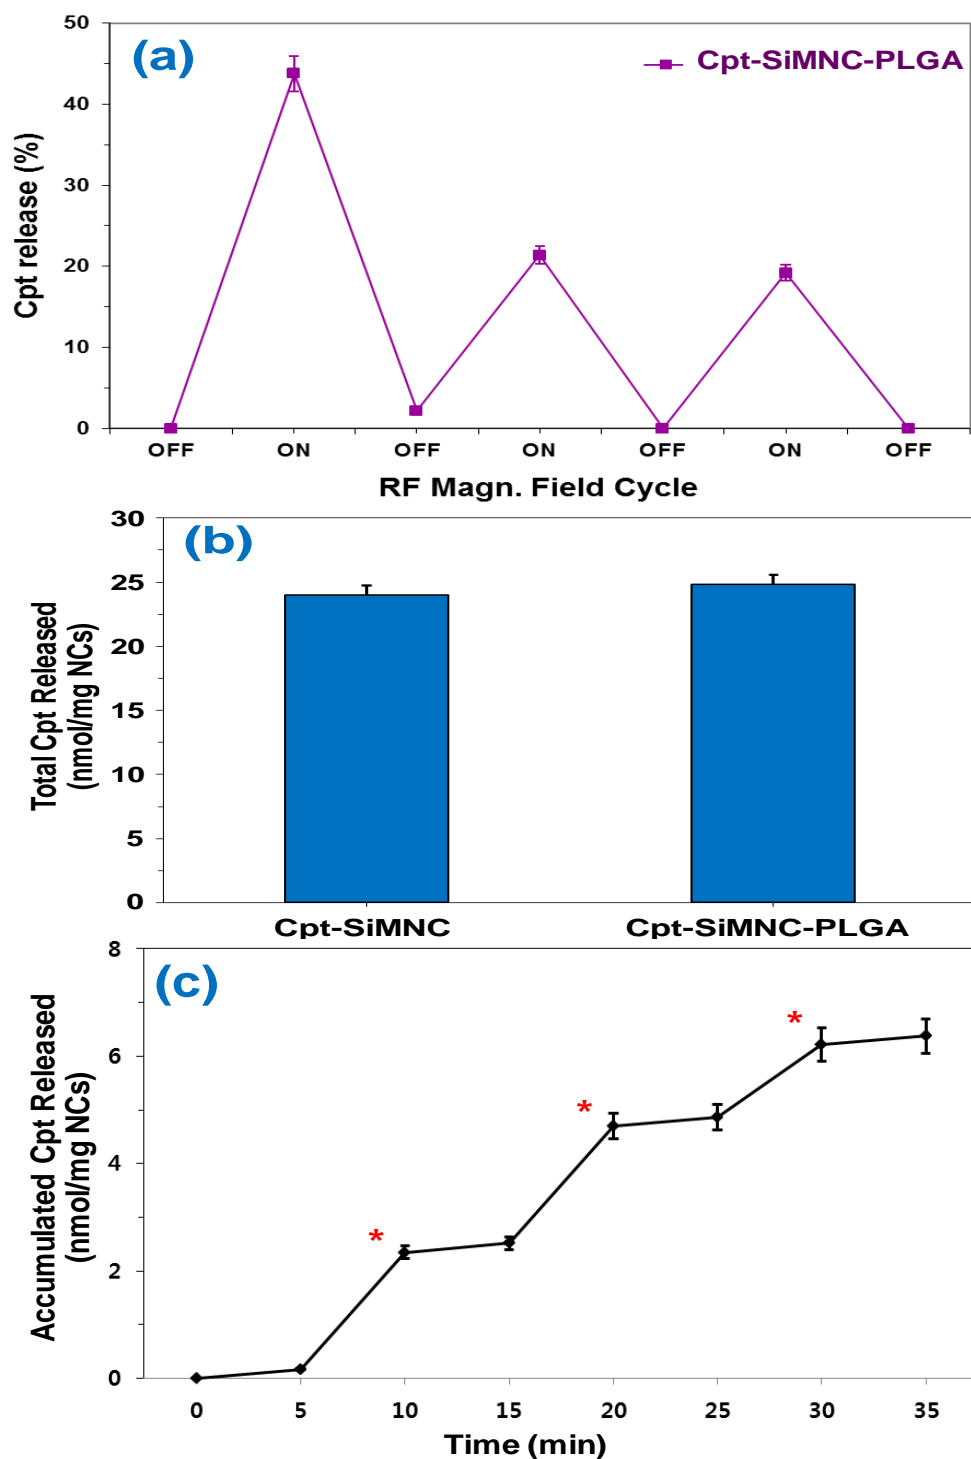 (a)
Cpt-SiMNC-PLGA
50
40
30
20
10
0
Cpt release (%)
OFF ON OFF ON OFF ON OFF
RF Magn. Field Cycle
(b)
30
25
20
15
10
5
0
Total Cpt Released
(nmol/mg NCs)
Cpt-SiMNC Cpt-SiMNC-PLGA
(c)
8
6
4
2
0
Accumulated Cpt Released
(nmol/mg NCs)
* * *
0 5 10 15 20 25 30 35
Time (min)